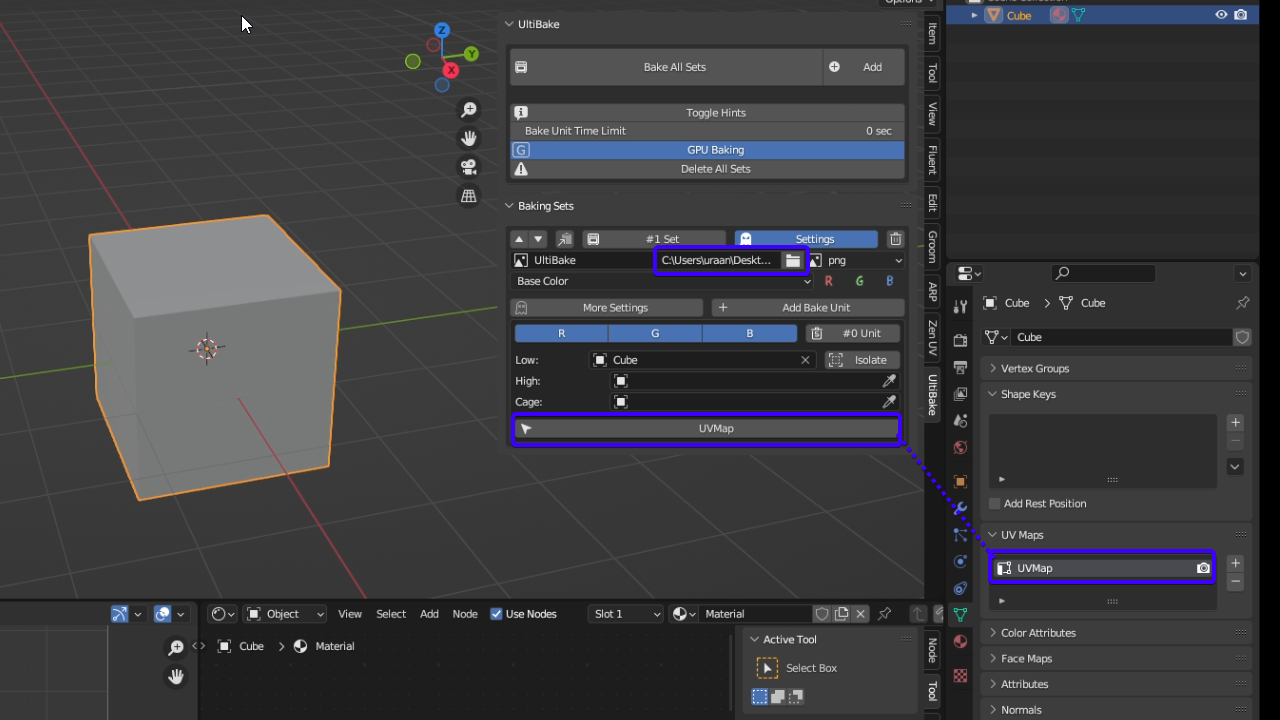 Options
UltiBake
Bake All Sets
Add
Toggle Hints
Bake Unit Time Limit 0 sec
G GPU Baking
Delete All Sets
Baking Sets
#1 Set
Settings
UltiBake
C:\Users\uraan\Deskt...
png
Base Color
R G B
More Settings
Add Bake Unit
R G B
#0 Unit
Low: Cube
Isolate
High:
Cage:
UVMap
Z
Y
X
Item
Tool
View
Fluent
Edit
Groom
ARP
Zen UV
UltiBake
Cube
Cube > Cube
Cube
Vertex Groups
Shape Keys
Add Rest Position
UV Maps
UVMap
Color Attributes
Face Maps
Attributes
Normals
Object
View
Select
Add
Node
Use Nodes
Slot 1
Material
Cube > Material
Active Tool
Select Box
Node
Tool